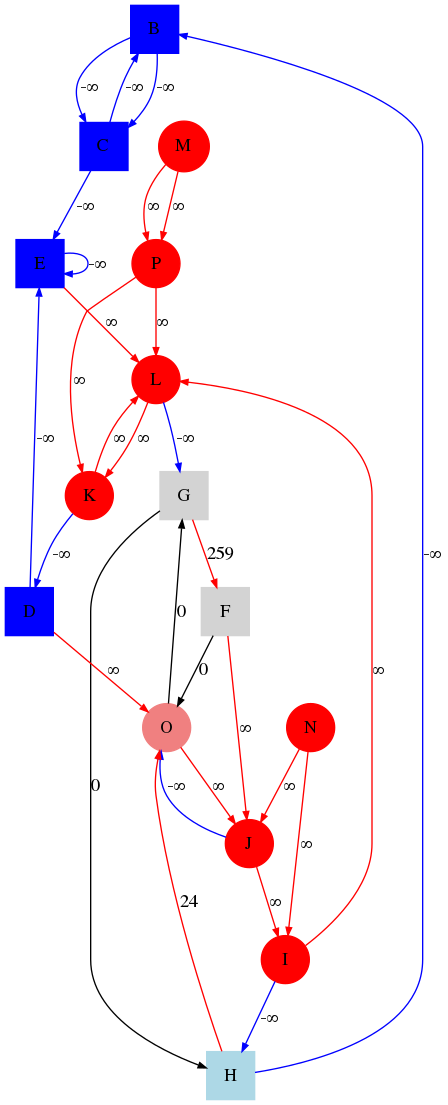 B
-∞ -∞ -∞
C M
-∞ ∞ ∞
E -∞ P
∞ ∞
∞ L
-∞ ∞ ∞ -∞
K G
-∞ 259
D F
0
∞ 0 ∞
O N
0 -∞ ∞ ∞
J ∞
24 ∞
I
-∞
H
-∞
∞